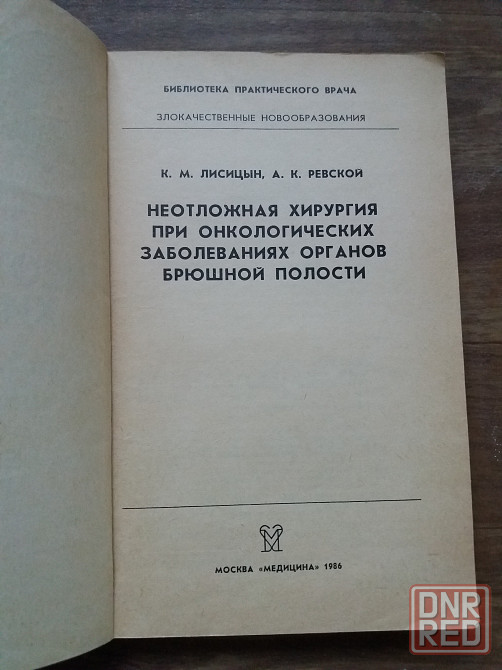 БИБЛИОТЕКА ПРАКТИЧЕСКОГО ВРАЧА
ЗЛОКАЧЕСТВЕННЫЕ НОВООБРАЗОВАНИЯ
К. М. ЛИСИЦЫН, А. К. РЕВСКОЙ
НЕОТЛОЖНАЯ ХИРУРГИЯ
ПРИ ОНКОЛОГИЧЕСКИХ
ЗАБОЛЕВАНИЯХ ОРГАНОВ
БРЮШНОЙ ПОЛОСТИ
МОСКВА «МЕДИЦИНА» 1986
DNR
RED